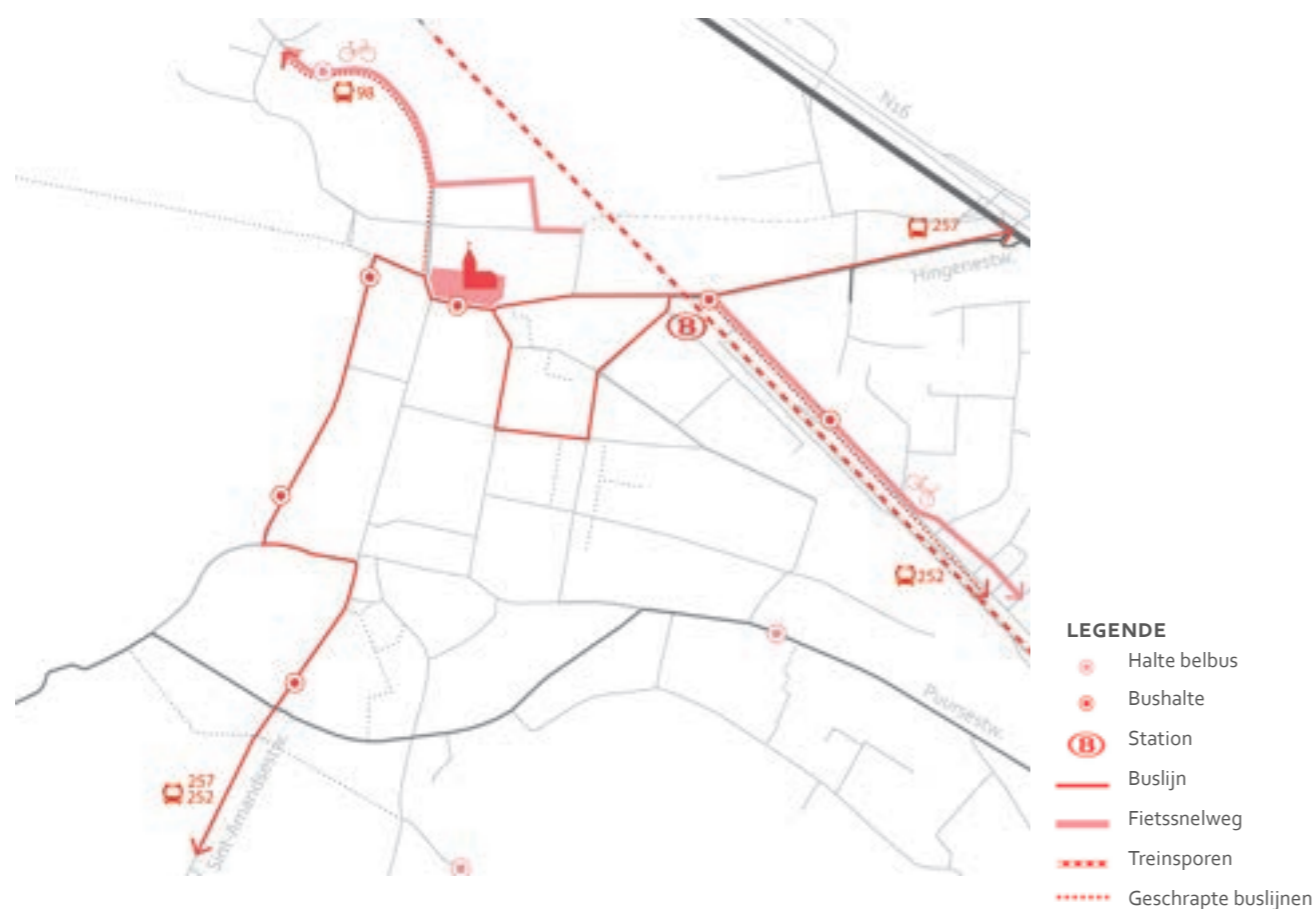 98
N16
257
Hingenestw.
B
252
Puursestw.
257
252
Sint-Amandsestw.
LEGENDE
Halte belbus
Bushalte
B Station
Buslijn
Fietssnelweg
Treinsporen
Geschrapte buslijnen